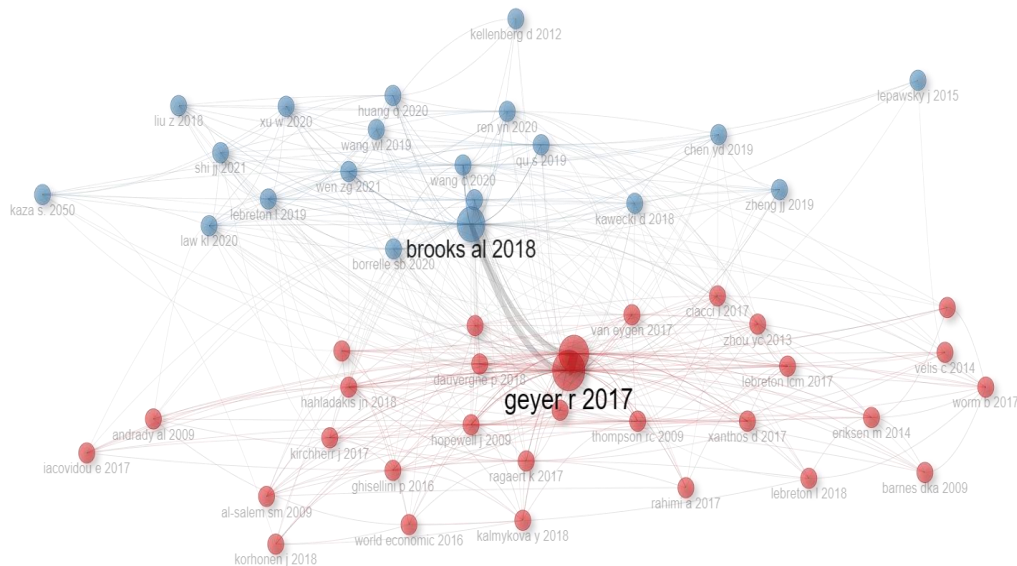 kellenberg d 2012
lepawsky j 2015
huang q 2020
liu z 2018
xu w 2020
ren yn 2020
wang wl 2019
chen yd 2019
qu s 2019
shi jj 2021
wang c 2020
wen zg 2021
kaza s. 2050
lebreton l 2019
zheng jj 2019
kawecki d 2018
law kl 2020
brooks al 2018
borrelle sb 2020
ciacci l 2017
van eygen 2017
zhou yc 2013
velis c 2014
dauvergne p 2018
lebreton lcm 2017
hahladakis jn 2018
geyer r 2017
worm b 2017
andrady al 2009
hopewell j 2009
thompson rc 2009
xanthos d 2017
eriksen m 2014
kirchherr j 2017
iacovidou e 2017
ragaert k 2017
ghisellini p 2016
barnes dka 2009
lebreton l 2018
rahimi a 2017
al-salem sm 2009
world economic 2016
kalmykova y 2018
korhonen j 2018